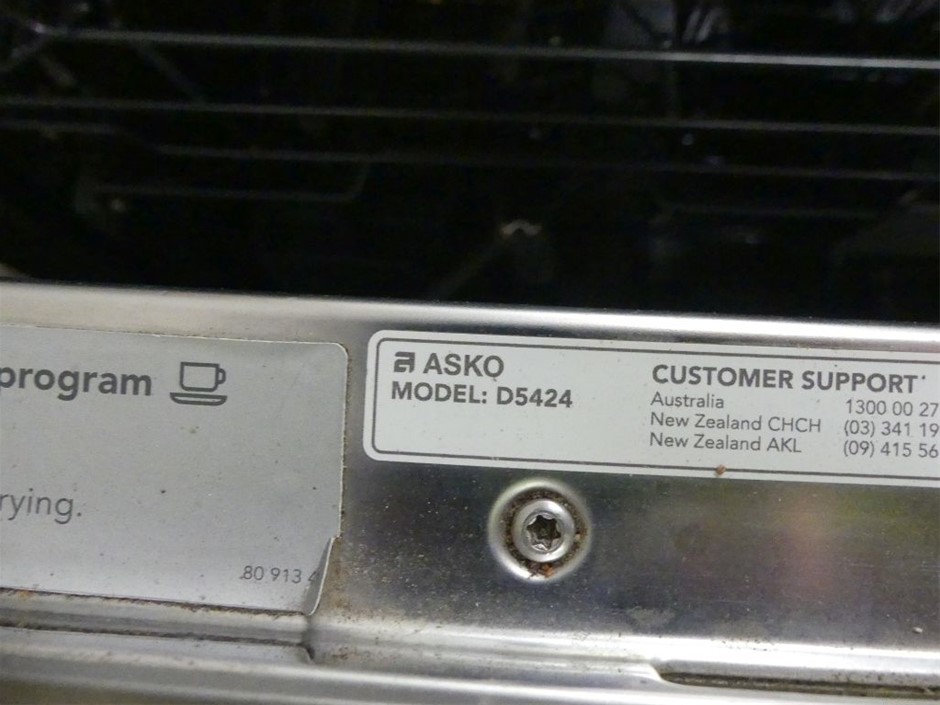 program
rying.
80 913 4
ASKO
MODEL: D5424
CUSTOMER SUPPORT
Australia 1300 00 27
New Zealand CHCH (03) 341 19
New Zealand AKL (09) 415 56